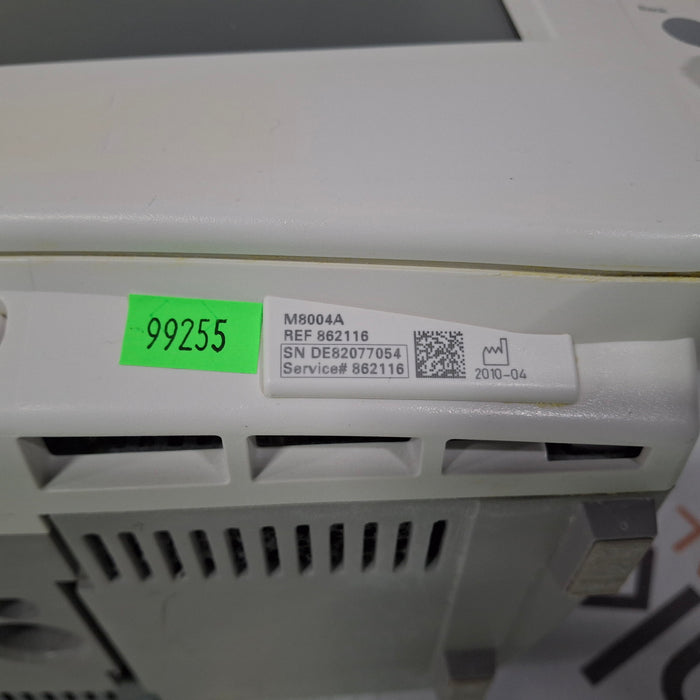 99255
M8004A
REF 862116
SN DE82077054
Service# 862116
2010-04